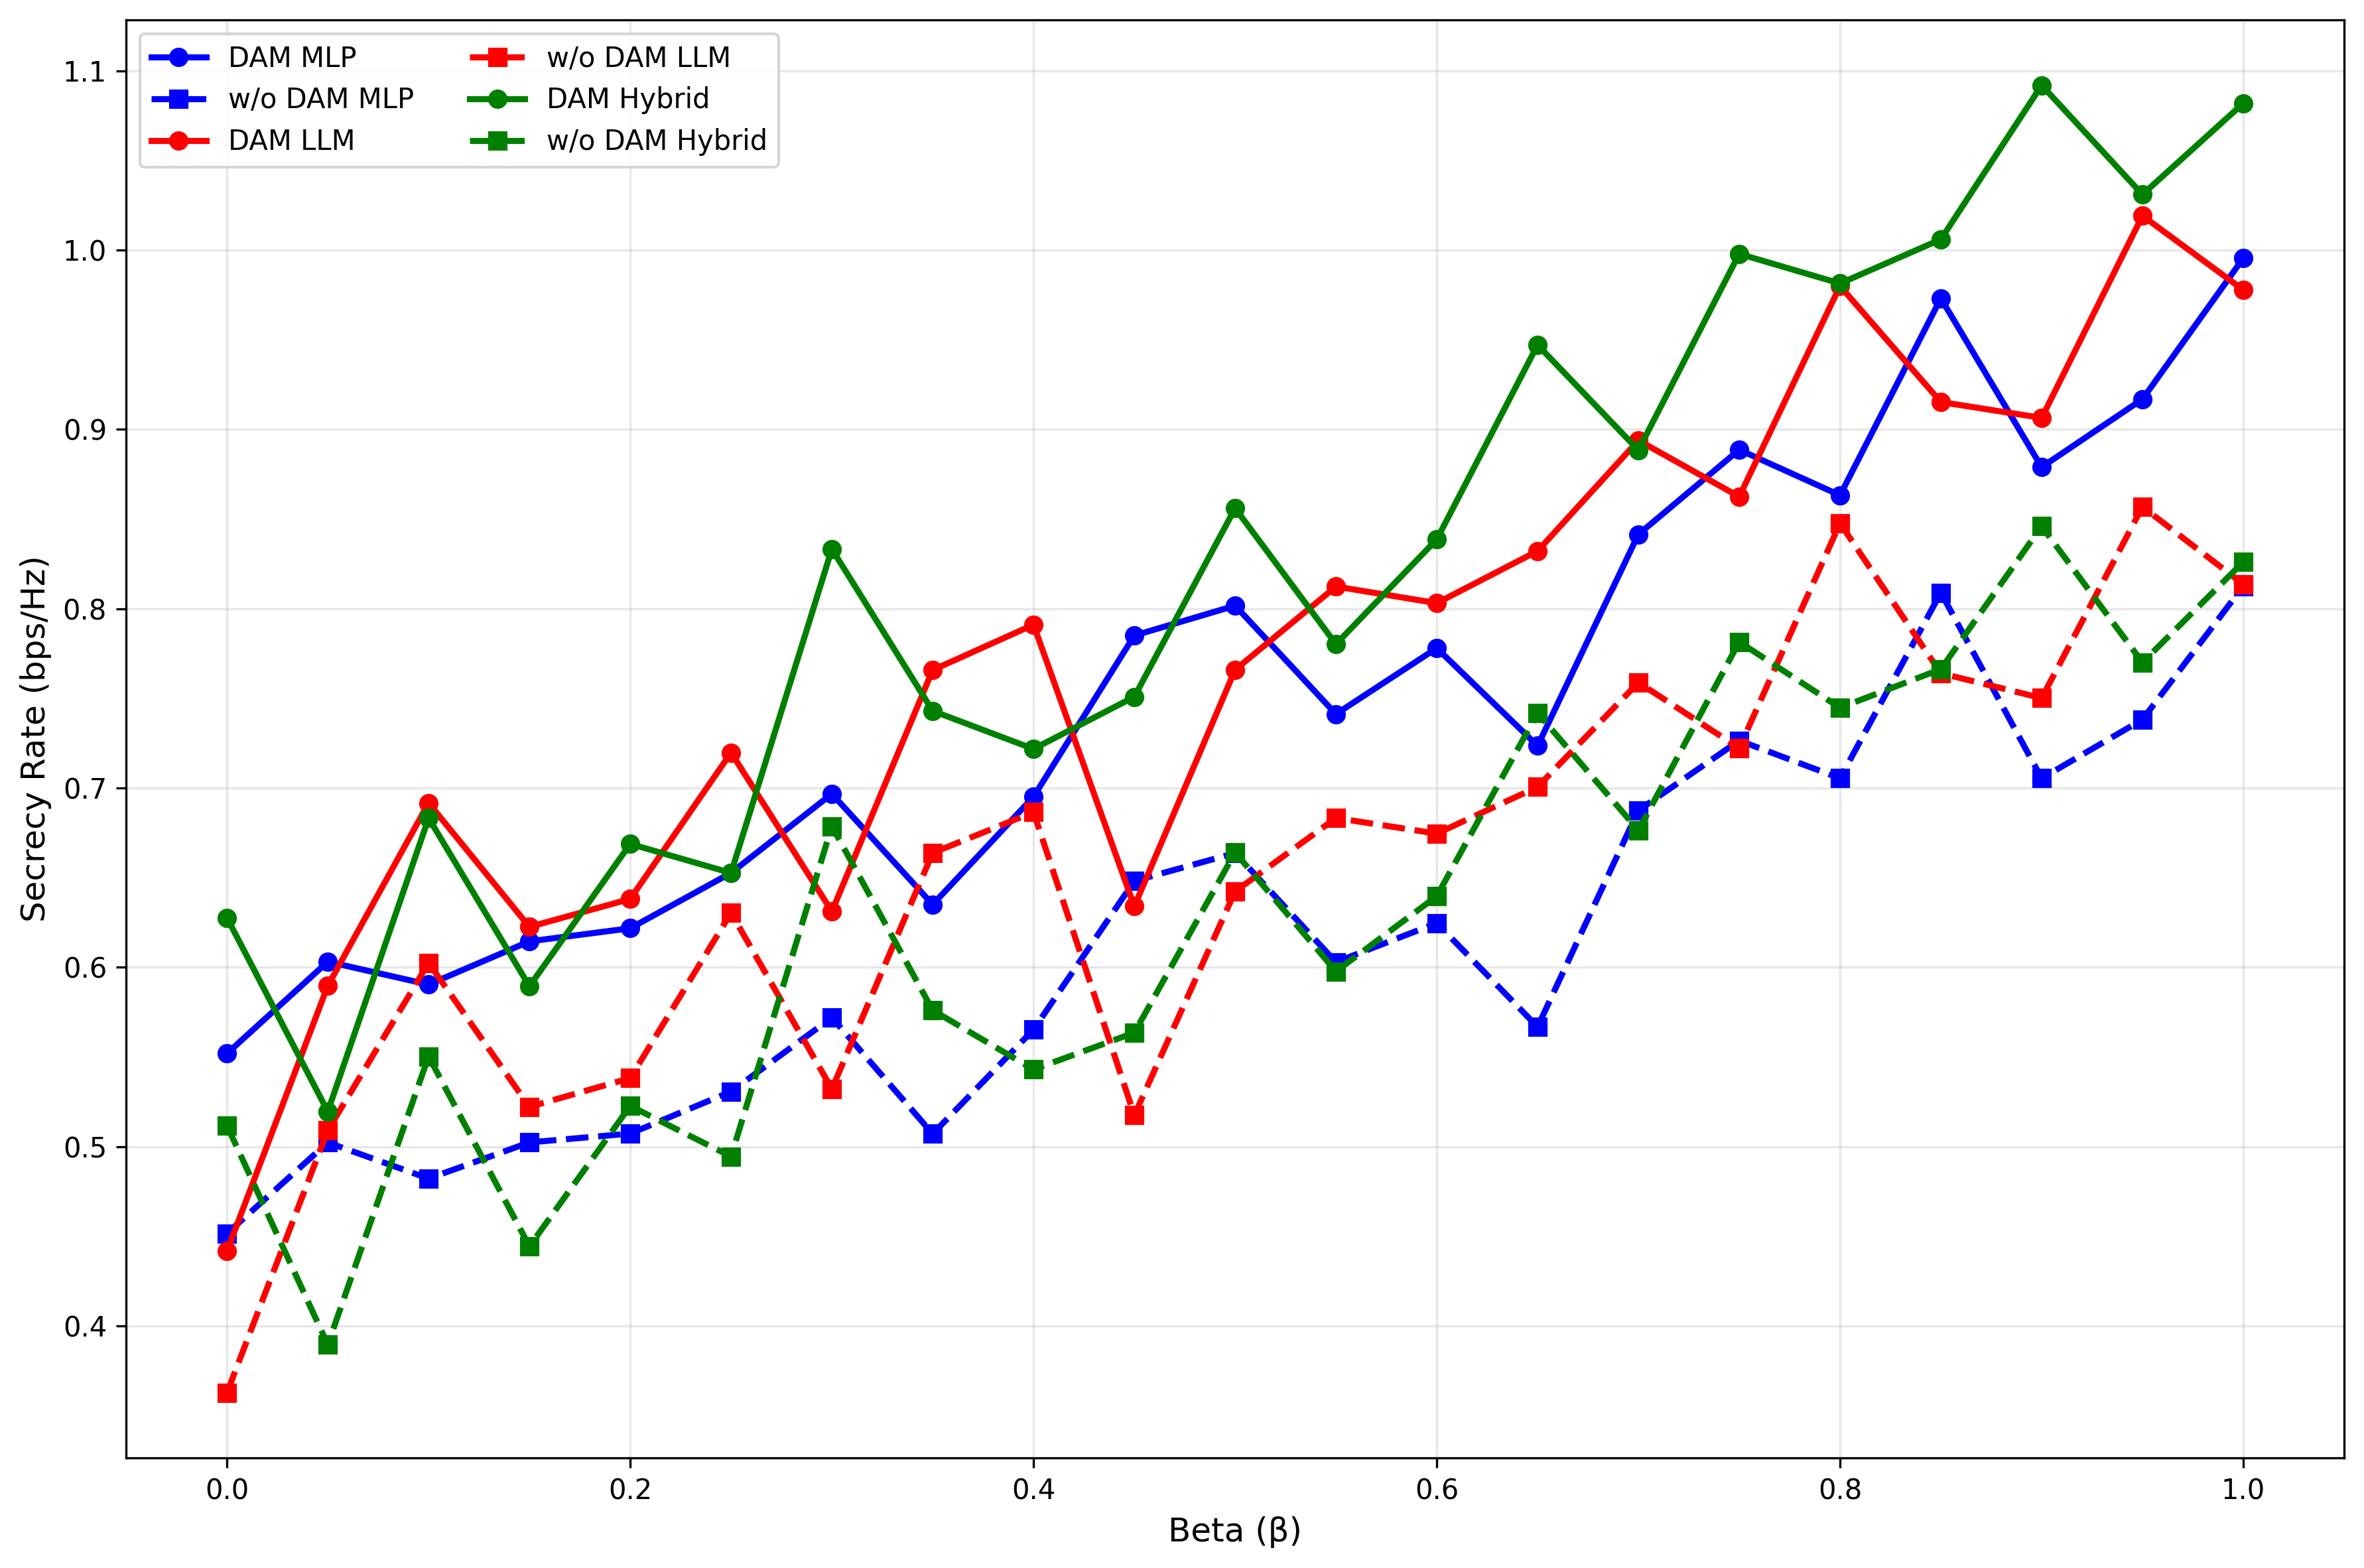 DAM MLP
w/o DAM MLP
DAM LLM
w/o DAM LLM
DAM Hybrid
w/o DAM Hybrid
Secrecy Rate (bps/Hz)
1.1
1.0
0.9
0.8
0.7
0.6
0.5
0.4
0.0 0.2 0.4 0.6 0.8 1.0
Beta (β)